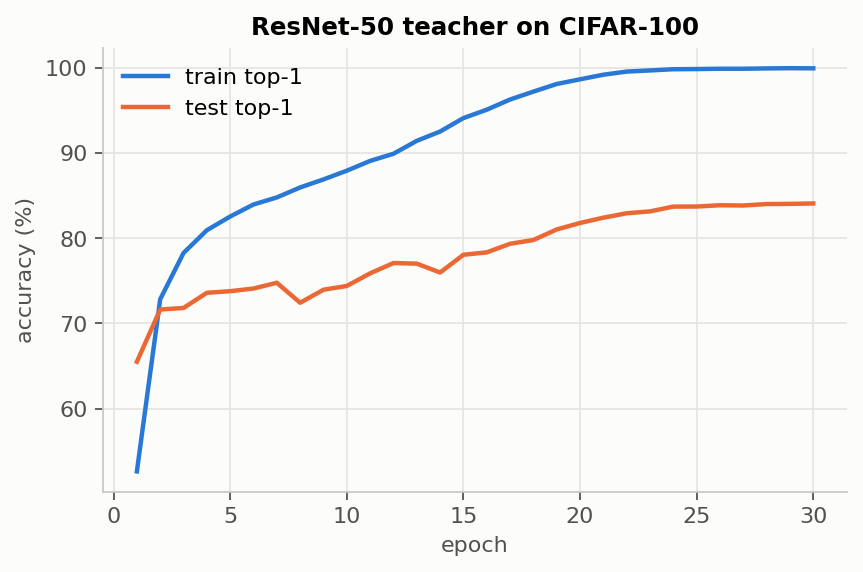 ResNet-50 teacher on CIFAR-100
train top-1
test top-1
accuracy (%)
100
90
80
70
60
0 5 10 15 20 25 30
epoch